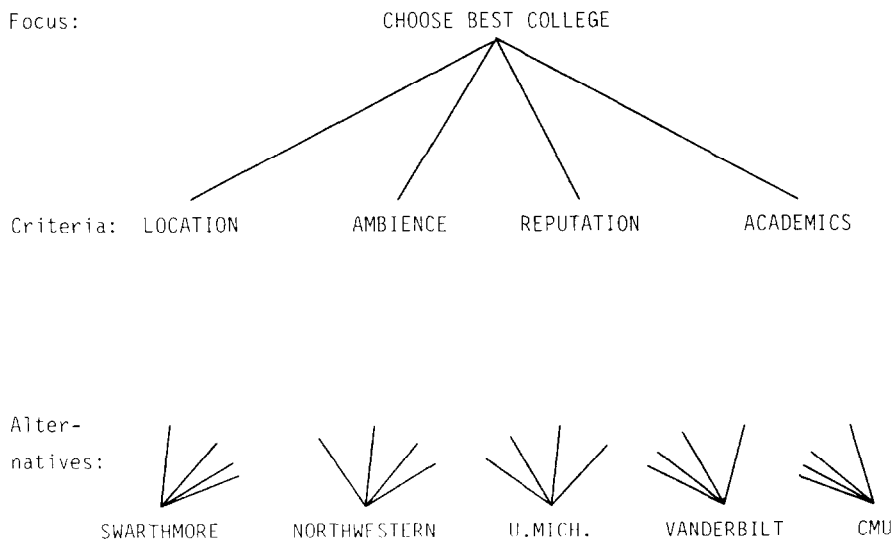 Focus: CHOOSE BEST COLLEGE
Criteria: LOCATION AMBIENCE REPUTATION ACADEMICS
Alter-
natives:
SWARTHMORE NORTHWESTERN U.MICH. VANDERBILT CMU